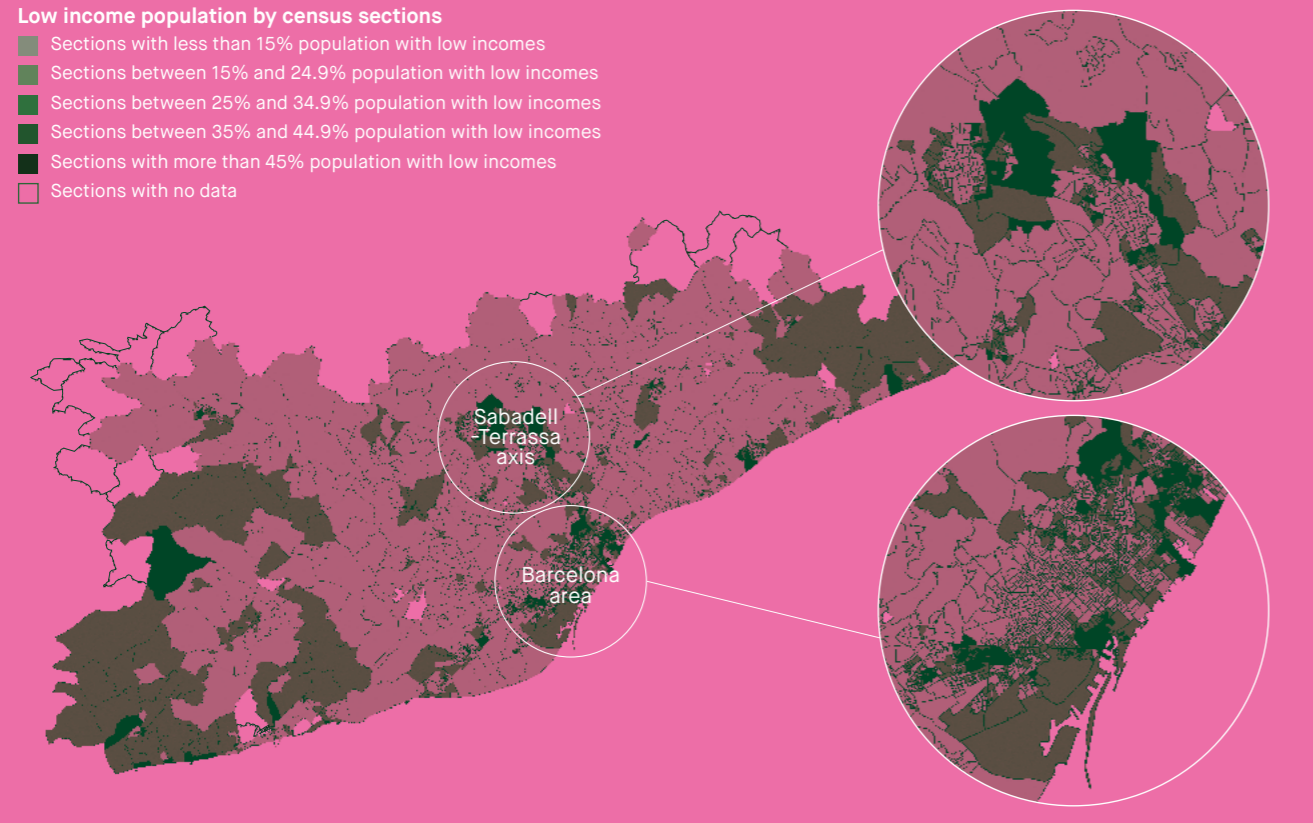 Low income population by census sections
Sections with less than 15% population with low incomes
Sections between 15% and 24.9% population with low incomes
Sections between 25% and 34.9% population with low incomes
Sections between 35% and 44.9% population with low incomes
Sections with more than 45% population with low incomes
Sections with no data
Sabadell
-Terrassa
axis
Barcelona
area